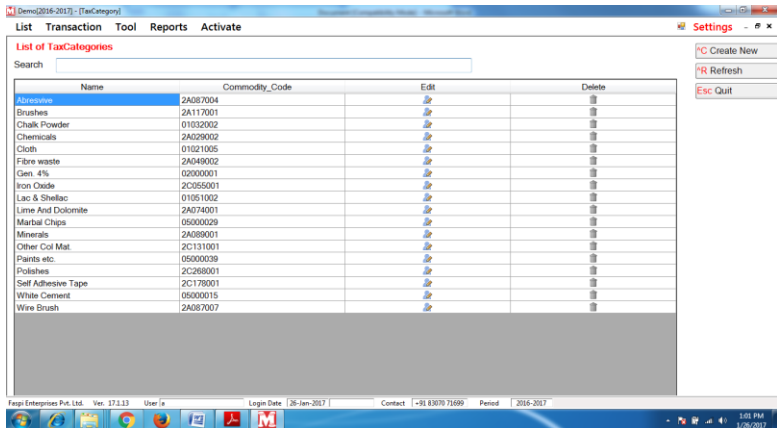 Demo[2016-2017] - [TaxCategory]
List Transaction Tool Reports Activate Settings
List of TaxCategories
^C Create New
Search
^R Refresh
Esc Quit
Name Commodity_Code Edit Delete
Abresvive 2A087004
Brushes 2A117001
Chalk Powder 01032002
Chemicals 2A029002
Cloth 01021005
Fibre waste 2A049002
Gen. 4% 02000001
Iron Oxide 2C055001
Lac & Shellac 01051002
Lime And Dolomite 2A074001
Marbal Chips 05000029
Minerals 2A089001
Other Col Mat. 2C131001
Paints etc. 05000039
Polishes 2C268001
Self Adhesive Tape 2C178001
White Cement 05000015
Wire Brush 2A087007
Faspi Enterprises Pvt. Ltd. Ver. 17.1.13 User a Login Date 26-Jan-2017 Contact +91 83070 71699 Period 2016-2017
1:01 PM
1/26/2017